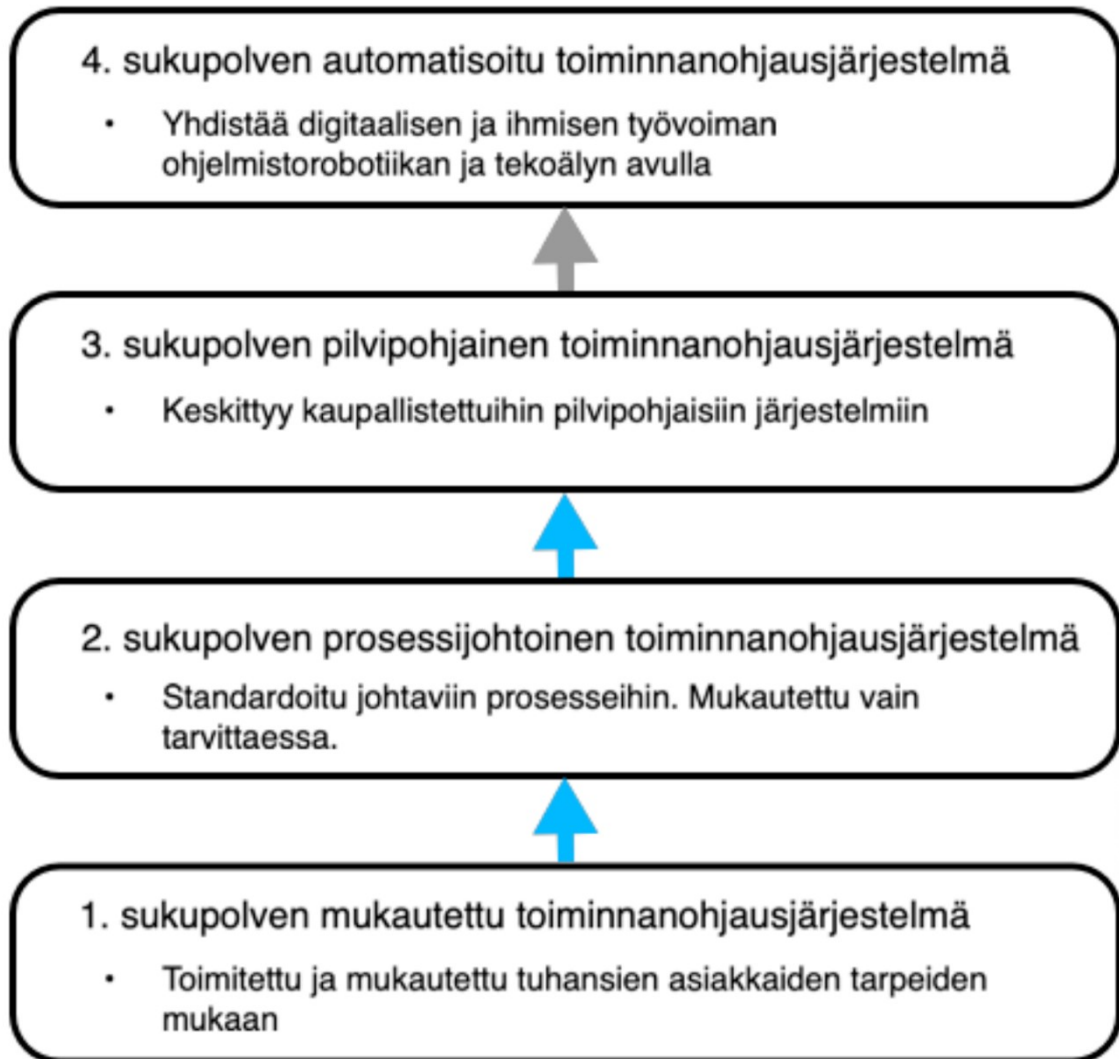 4. sukupolven automatisoitu toiminnanohjausjärjestelmä
• Yhdistää digitaalisen ja ihmisen työvoiman
ohjelmistorobotiikan ja tekoälyn avulla
3. sukupolven pilvipohjainen toiminnanohjausjärjestelmä
• Keskittyy kaupallistettuihin pilvipohjaisiin järjestelmiin
2. sukupolven prosessijohtoinen toiminnanohjausjärjestelmä
• Standardoitu johtaviin prosesseihin. Mukautettu vain
tarvittaessa.
1. sukupolven mukautettu toiminnanohjausjärjestelmä
• Toimitettu ja mukautettu tuhansien asiakkaiden tarpeiden
mukaan